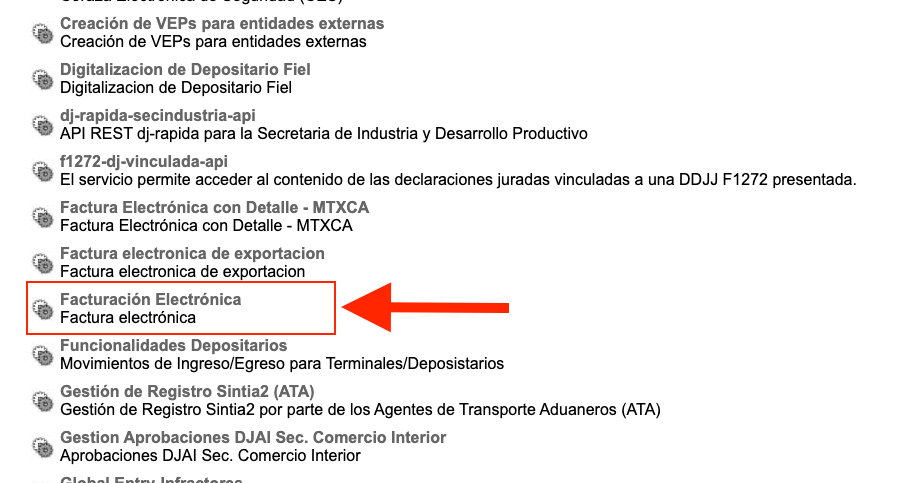 Creación de VEPs para entidades externas
Creación de VEPs para entidades externas
Digitalizacion de Depositario Fiel
Digitalizacion de Depositario Fiel
dj-rapida-secindustria-api
API REST dj-rapida para la Secretaria de Industria y Desarrollo Productivo
f1272-dj-vinculada-api
El servicio permite acceder al contenido de las declaraciones juradas vinculadas a una DDJJ F1272 presentada.
Factura Electrónica con Detalle - MTXCA
Factura Electrónica con Detalle - MTXCA
Factura electronica de exportacion
Factura electronica de exportacion
Facturación Electrónica
Factura electrónica
Funcionalidades Depositarios
Movimientos de Ingreso/Egreso para Terminales/Deposistarios
Gestión de Registro Sintia2 (ATA)
Gestión de Registro Sintia2 por parte de los Agentes de Transporte Aduaneros (ATA)
Gestion Aprobaciones DJAI Sec. Comercio Interior
Aprobaciones DJAI Sec. Comercio Interior
Global Entry-Infractores